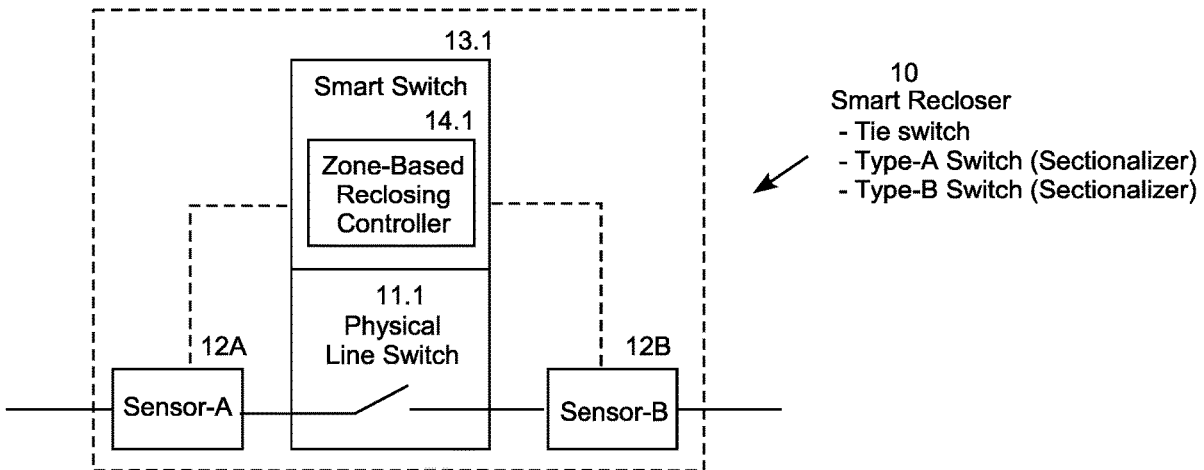 13.1
Smart Switch
14.1
Zone-Based
Reclosing
Controller
11.1
Physical
Line Switch
12A
Sensor-A
12B
Sensor-B
10
Smart Recloser
- Tie switch
- Type-A Switch (Sectionalizer)
- Type-B Switch (Sectionalizer)